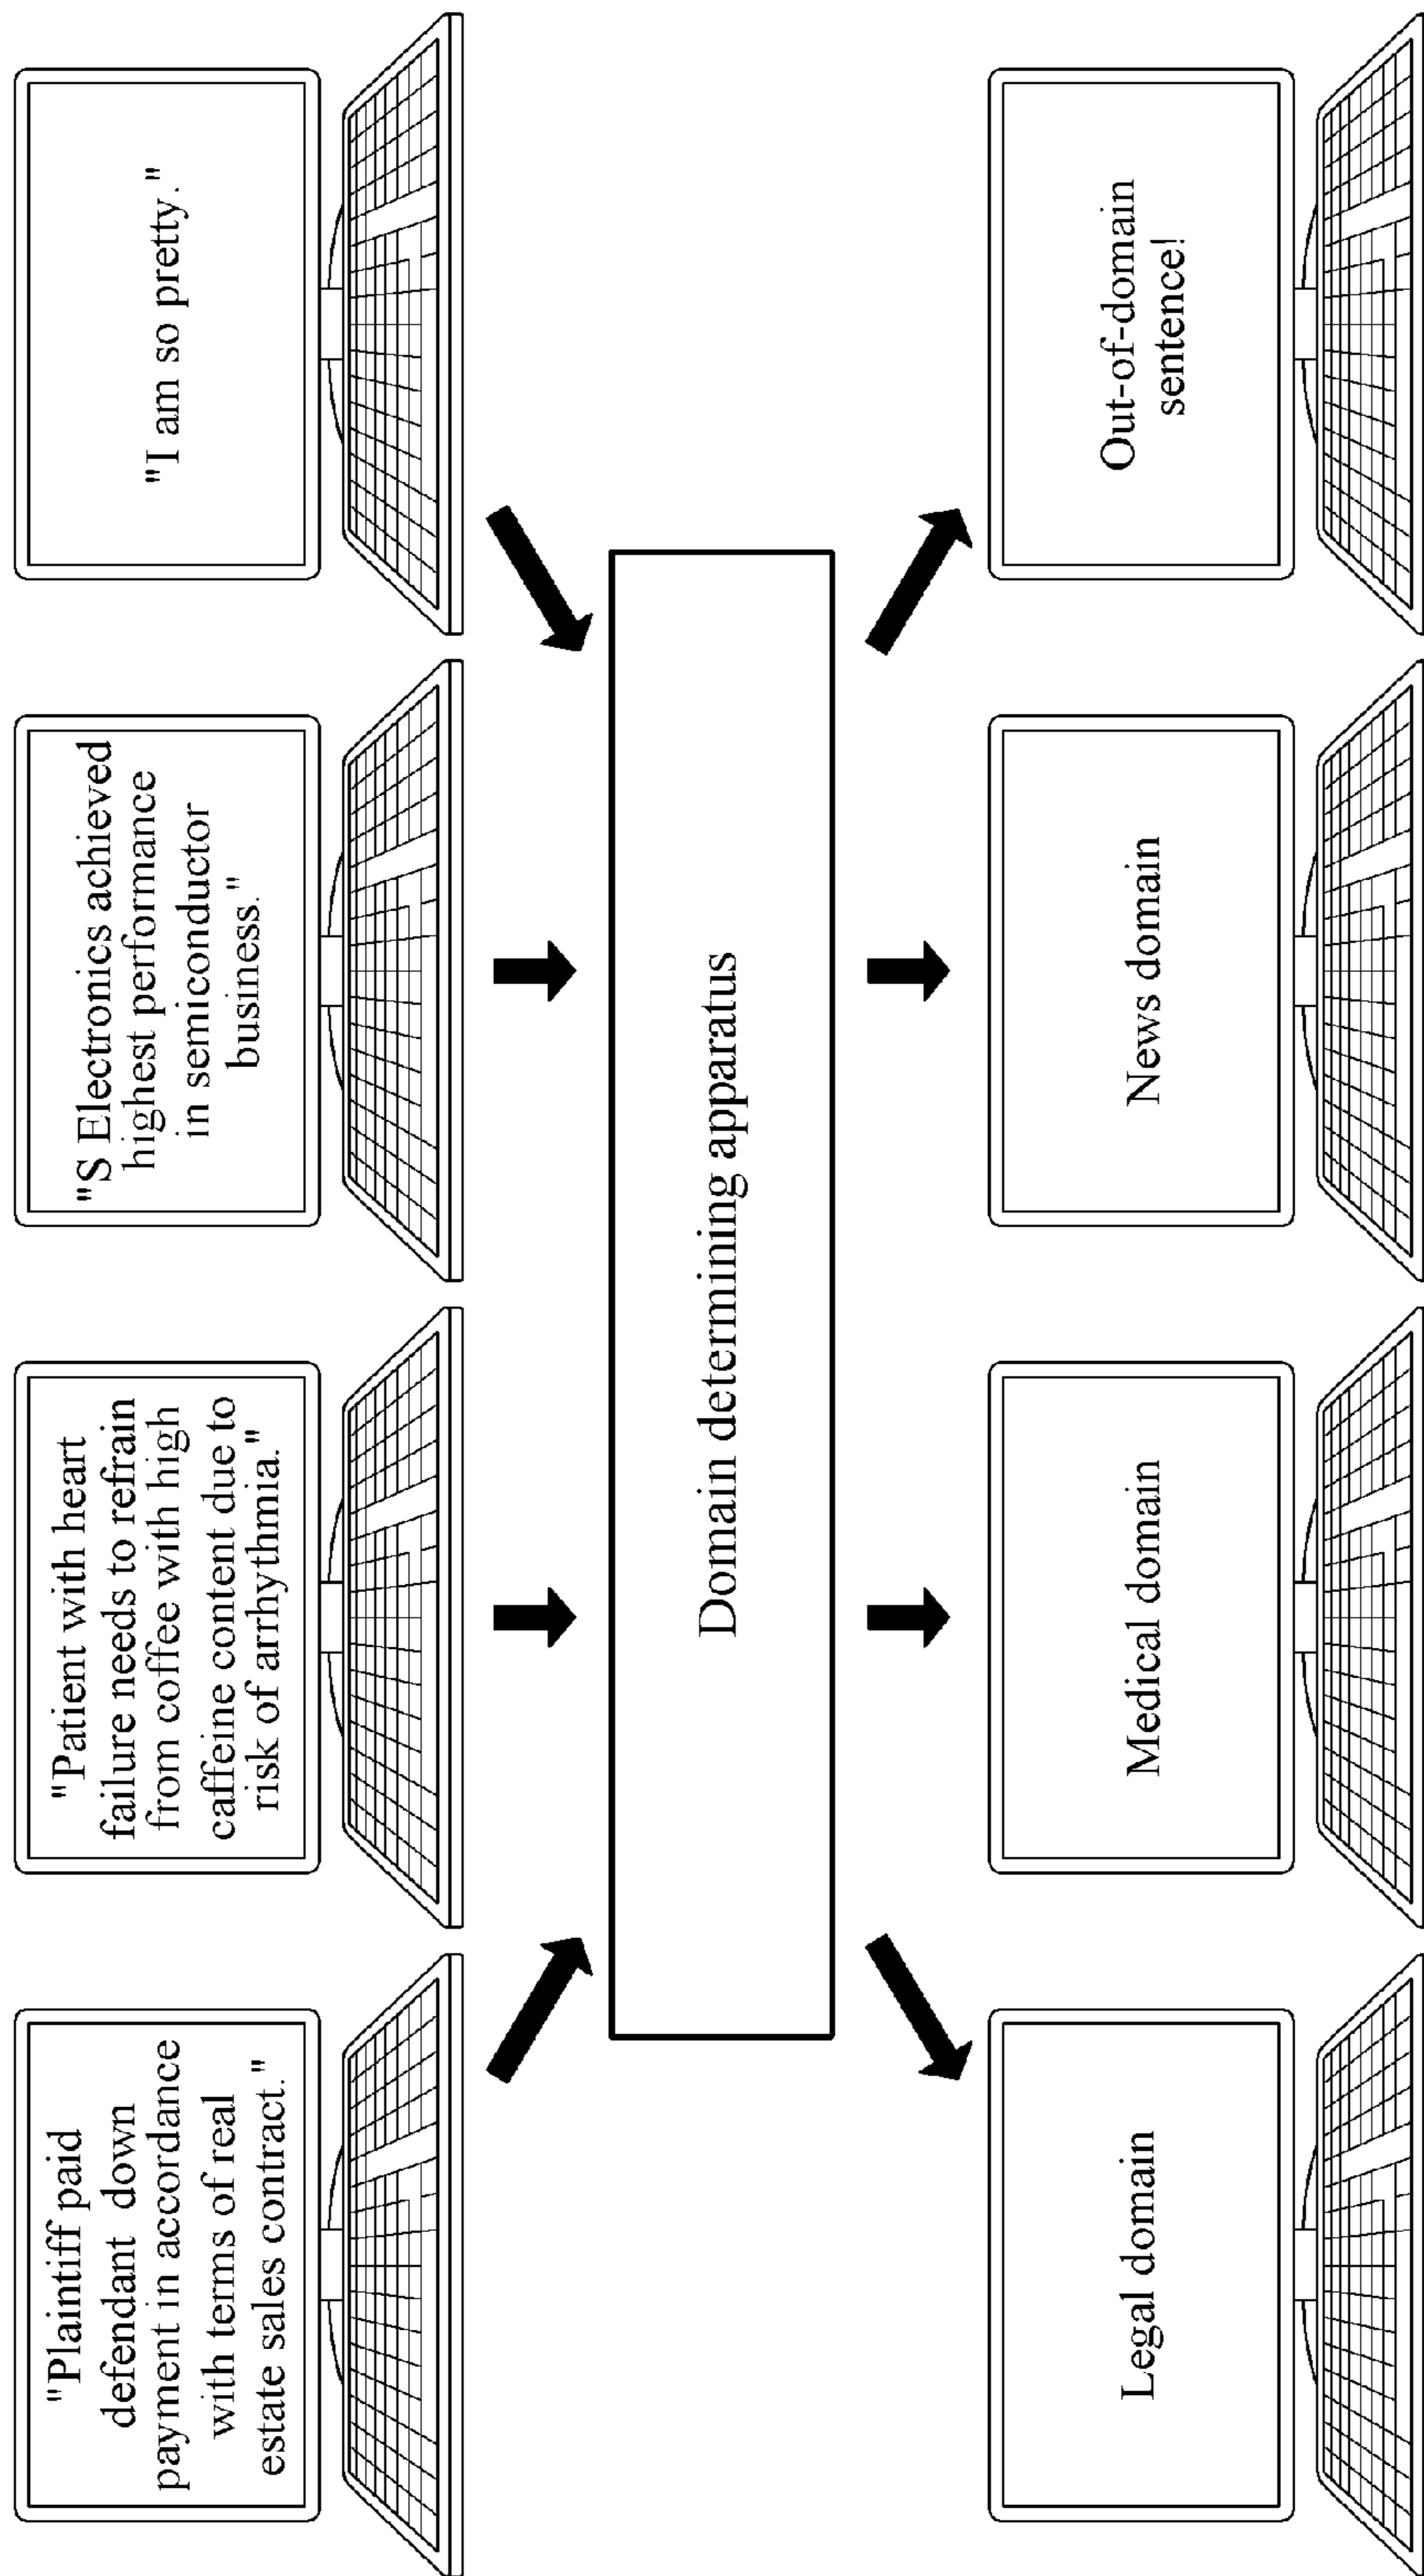 "Plaintiff paid
defendant down
payment in accordance
with terms of real
estate sales contract."
"Patient with heart
failure needs to refrain
from coffee with high
caffeine content due to
risk of arrhythmia."
"S Electronics achieved
highest performance
in semiconductor
business."
"I am so pretty."
Domain determining apparatus
Legal domain
Medical domain
News domain
Out-of-domain
sentence!